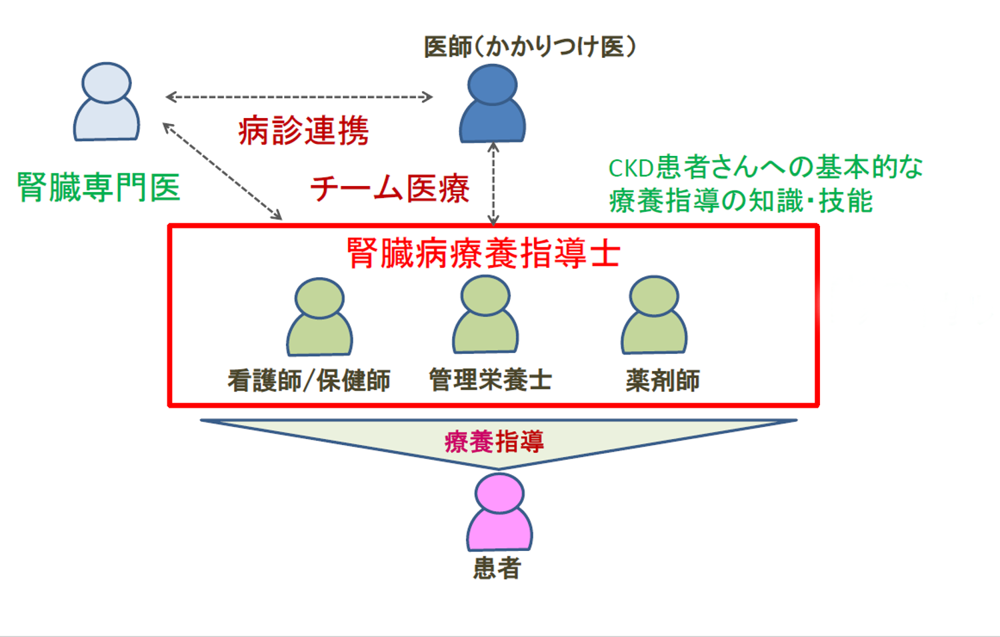 医師(かかりつけ医)
病診連携
腎臓専門医
チーム医療
CKD患者さんへの基本的な
療養指導の知識・技能
腎臓病療養指導士
看護師/保健師
管理栄養士
薬剤師
療養指導
患者